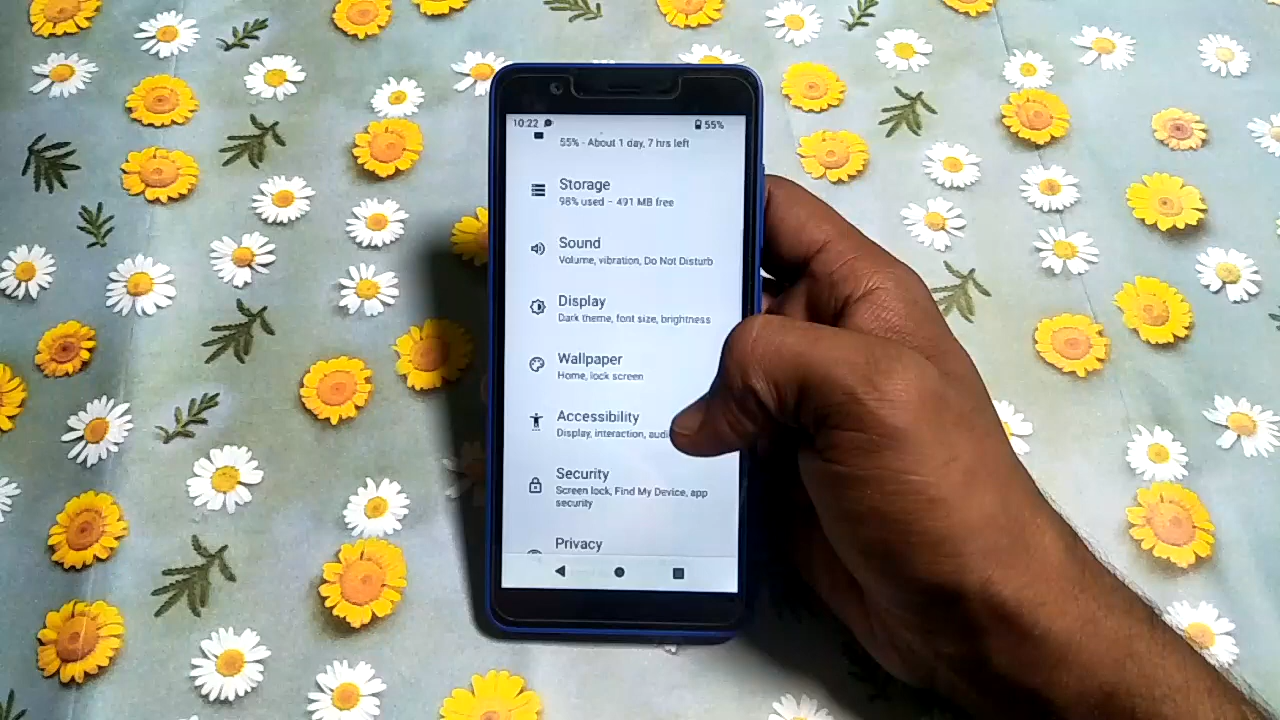 10:22 55%
55% - About 1 day, 7 hrs left
Storage
98% used - 491 MB free
Sound
Volume, vibration, Do Not Disturb
Display
Dark theme, font size, brightness
Wallpaper
Home, lock screen
Accessibility
Display, interaction, audi
Security
Screen lock, Find My Device, app
security
Privacy